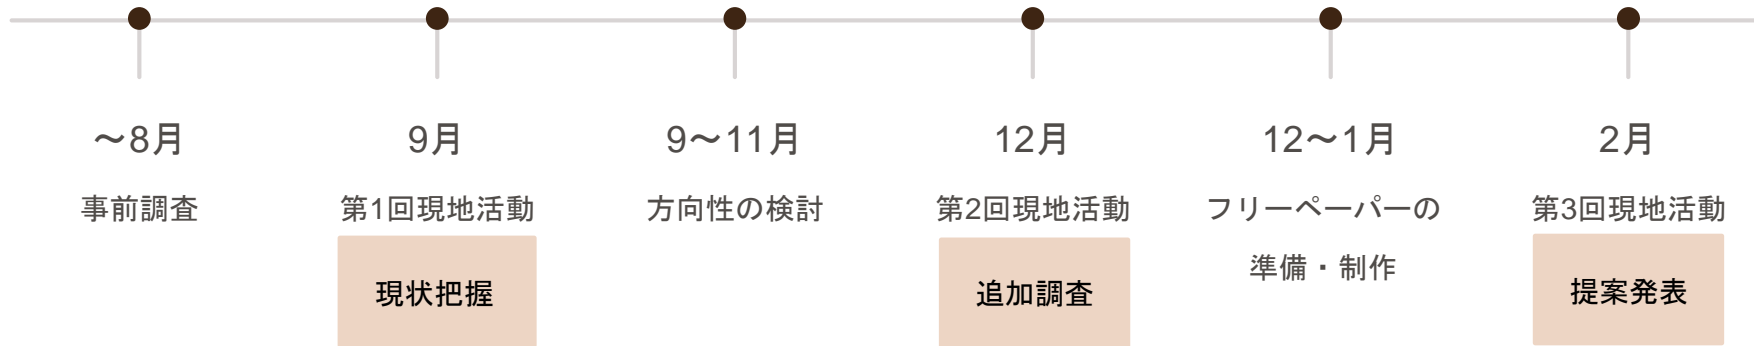 ～8月
事前調査
9月
第1回現地活動
現状把握
9～11月
方向性の検討
12月
第2回現地活動
追加調査
12～1月
フリーペーパーの
準備・制作
2月
第3回現地活動
提案発表